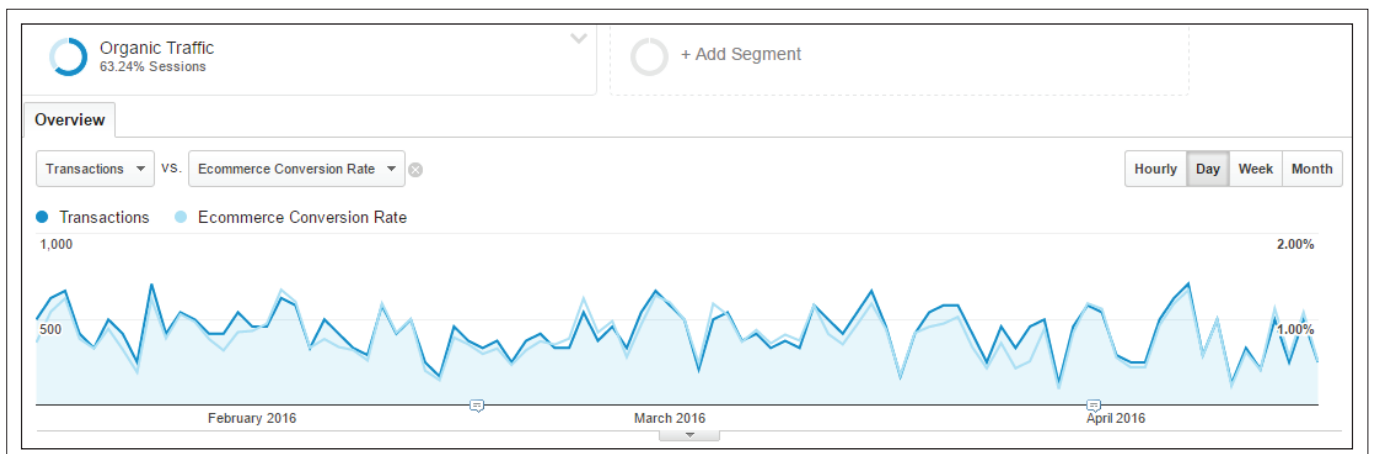 Organic Traffic
63.24% Sessions
+ Add Segment
Overview
Transactions VS. Ecommerce Conversion Rate
Hourly Day Week Month
Transactions Ecommerce Conversion Rate
1,000 2.00%
500 1.00%
February 2016 March 2016 April 2016